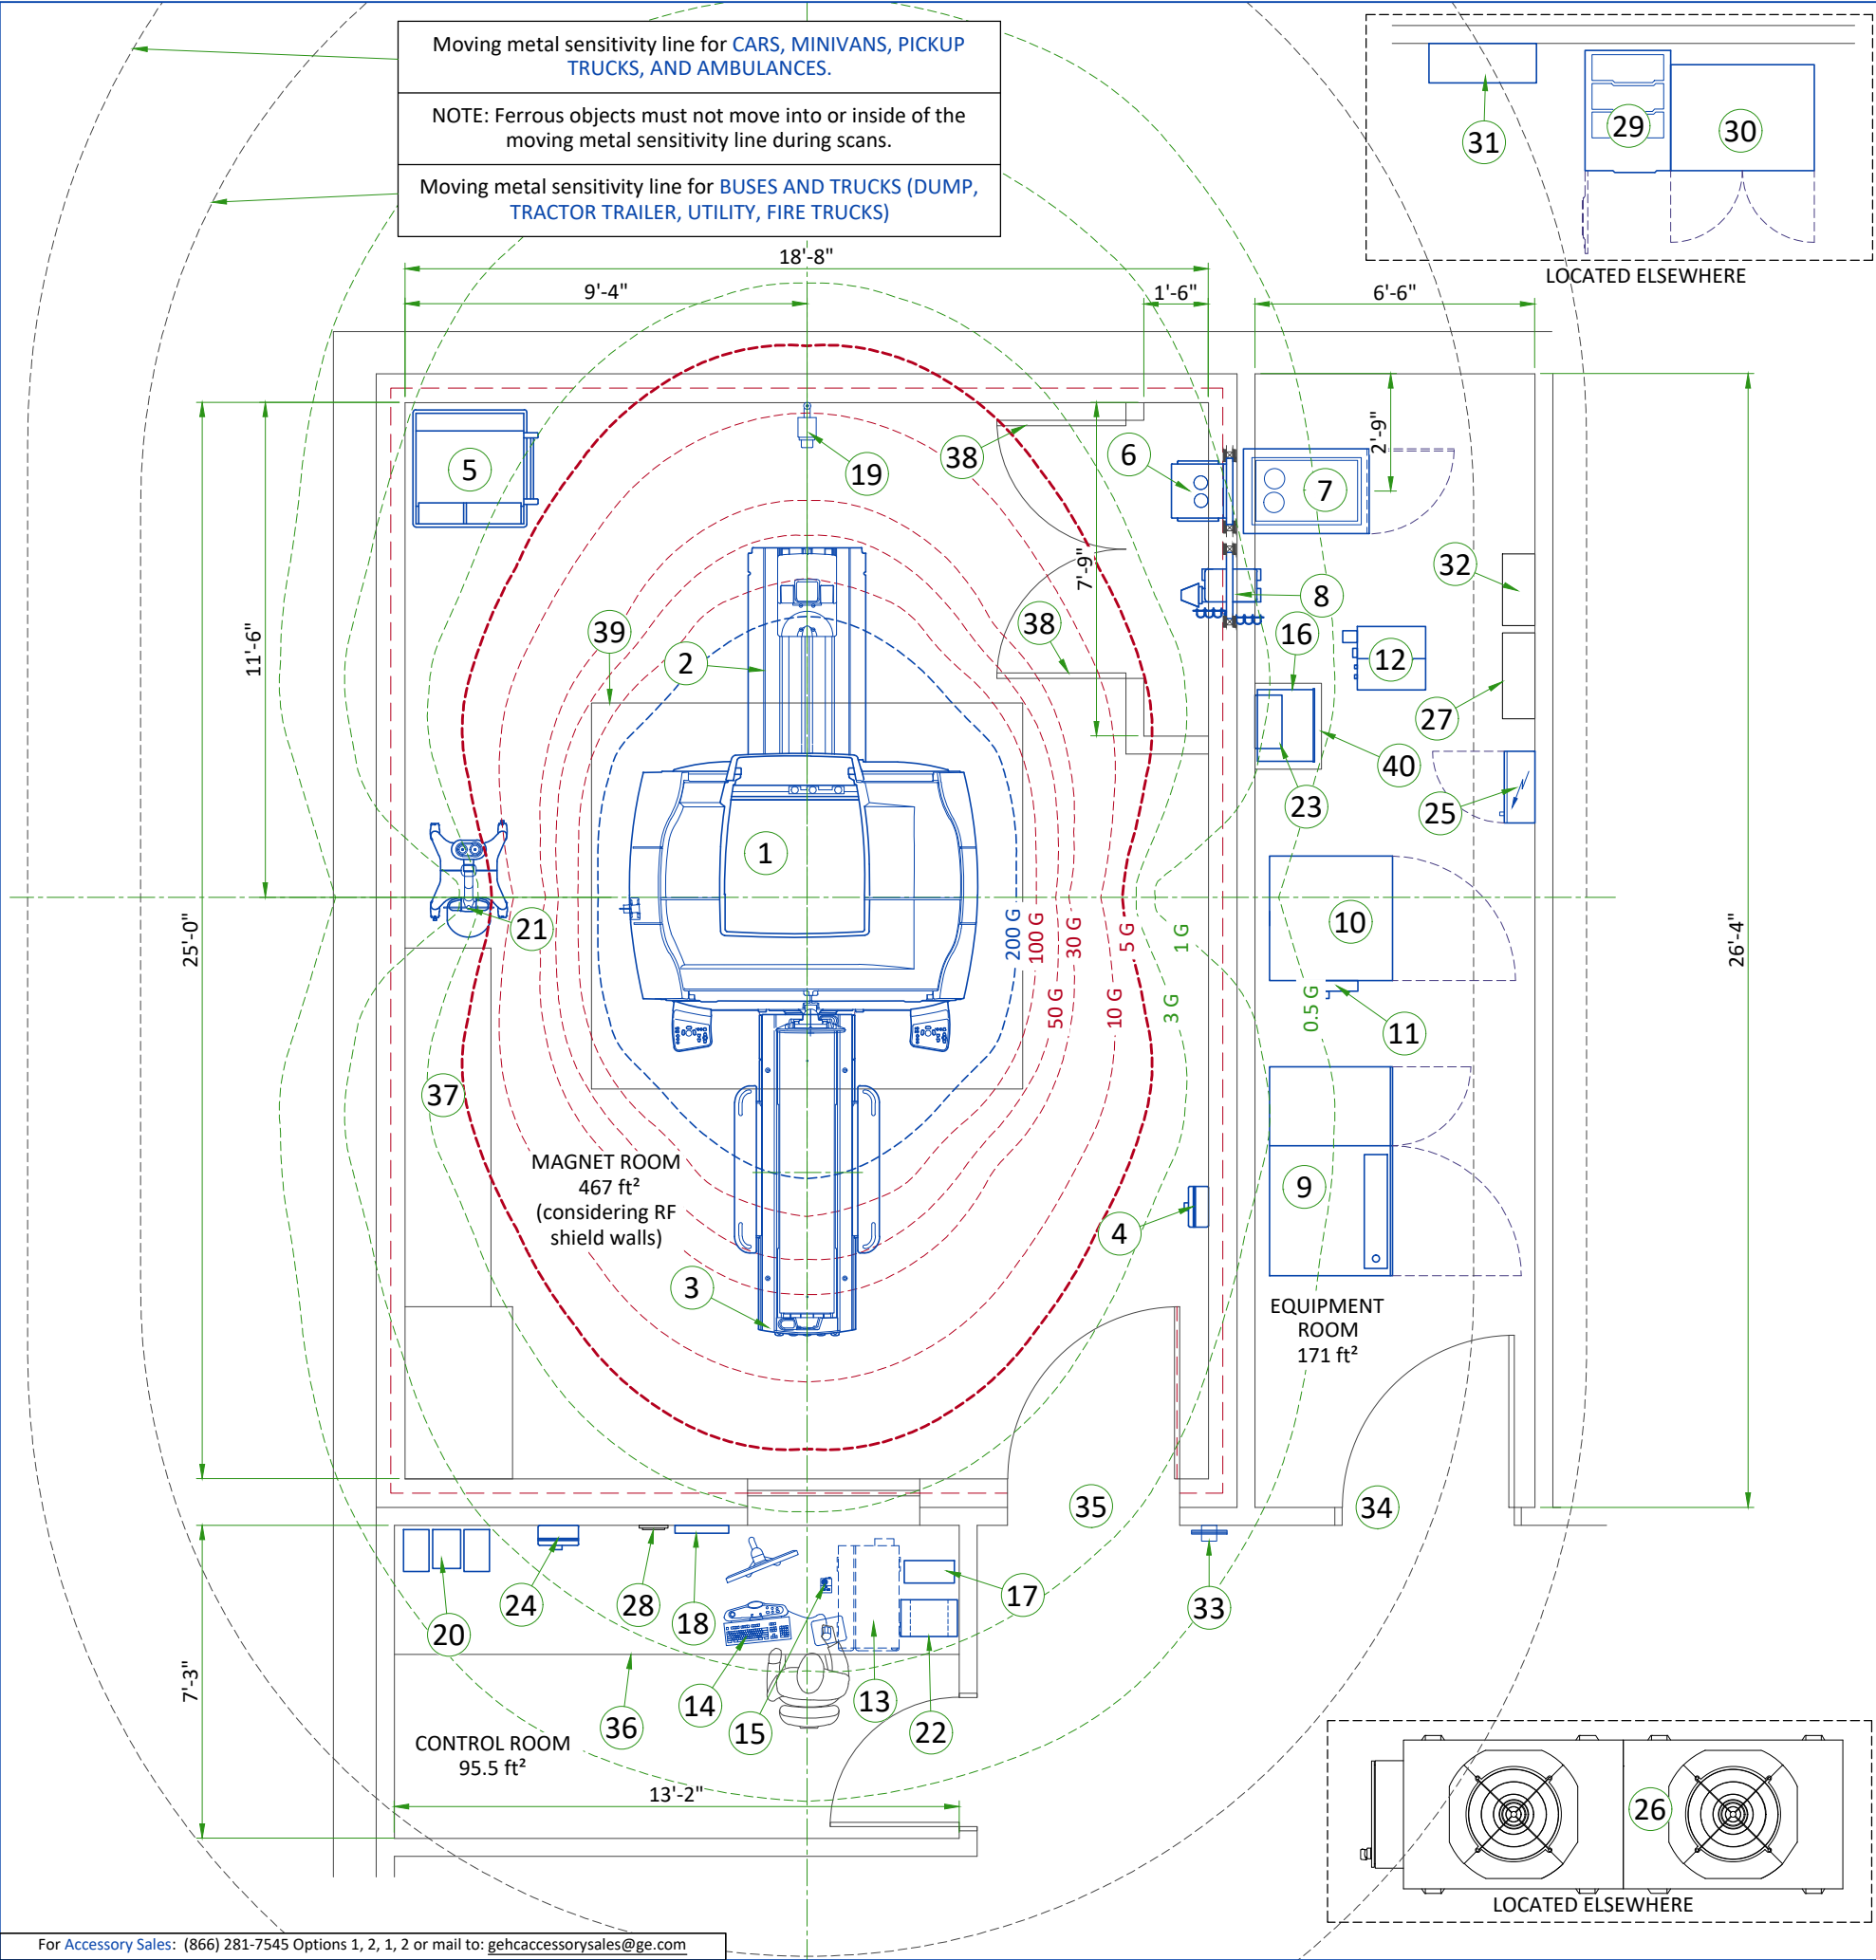 Moving metal sensitivity line for CARS, MINIVANS, PICKUP
TRUCKS, AND AMBULANCES.
NOTE: Ferrous objects must not move into or inside of the
moving metal sensitivity line during scans.
Moving metal sensitivity line for BUSES AND TRUCKS (DUMP,
TRACTOR TRAILER, UTILITY, FIRE TRUCKS)
31
29
30
LOCATED ELSEWHERE
18'-8"
9'-4"
1'-6"
6'-6"
2'-9"
5
19
38
6
7
7'-9"
32
8
39
38
16
11'-6"
2
12
27
40
23
25
1
21
10
25'-0"
26'-4"
200 G
100 G
30 G
5 G
1 G
50 G
10 G
3 G
0.5 G
11
37
MAGNET ROOM
467 ft²
(considering RF
shield walls)
9
4
3
EQUIPMENT
ROOM
171 ft²
35
34
20
24
28
18
17
33
7'-3"
14
15
13
22
36
CONTROL ROOM
95.5 ft²
13'-2"
26
LOCATED ELSEWHERE
For Accessory Sales: (866) 281-7545 Options 1, 2, 1, 2 or mail to: gehcaccessorysales@ge.com